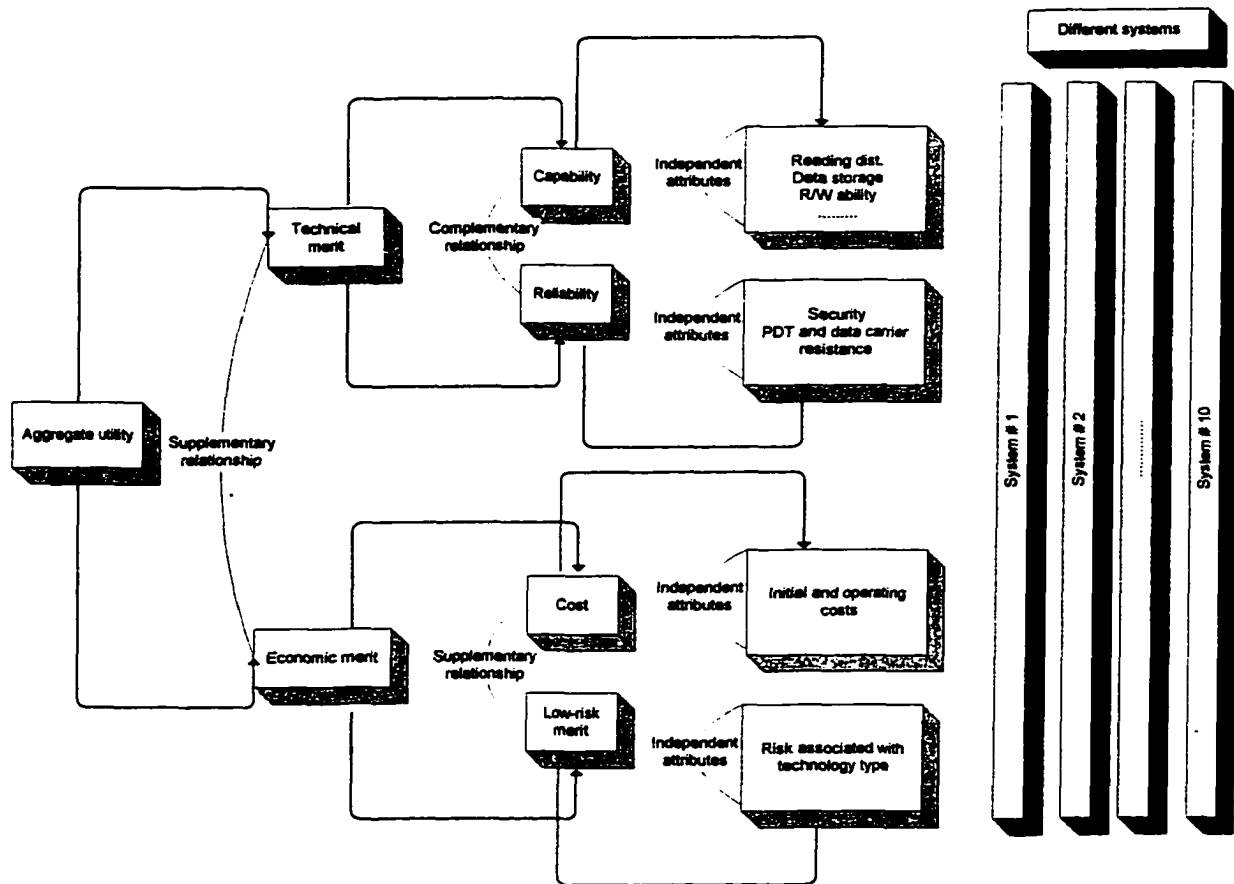 Different systems
Capability
Independent
attributes
Reading dist.
Data storage
R/W ability
..........
Technical
merit
Complementary
relationship
Reliability
Independent
attributes
Security
PDT and data carrier
resistance
Aggregate utility
Supplementary
relationship
Cost
Independent
attributes
Initial and operating
costs
Economic merit
Supplementary
relationship
Low-risk
merit
Independent
attributes
Risk associated with
technology type
System # 1
System # 2
..........
System # 10